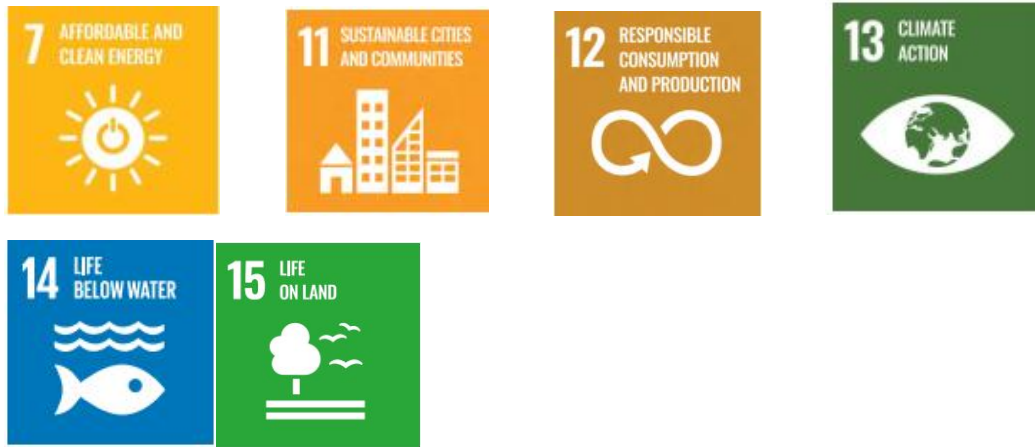 7 AFFORDABLE AND
CLEAN ENERGY
11 SUSTAINABLE CITIES
AND COMMUNITIES
12 RESPONSIBLE
CONSUMPTION
AND PRODUCTION
13 CLIMATE
ACTION
14 LIFE
BELOW WATER
15 LIFE
ON LAND